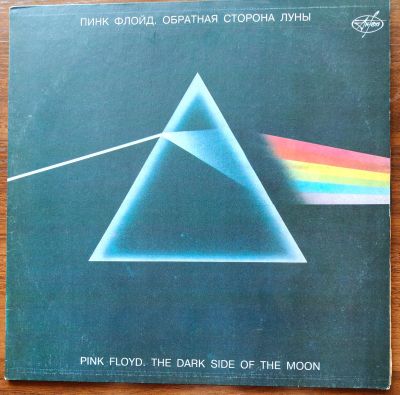 ПИНК ФЛОЙД. ОБРАТНАЯ СТОРОНА ЛУНЫ
PINK FLOYD. THE DARK SIDE OF THE MOON